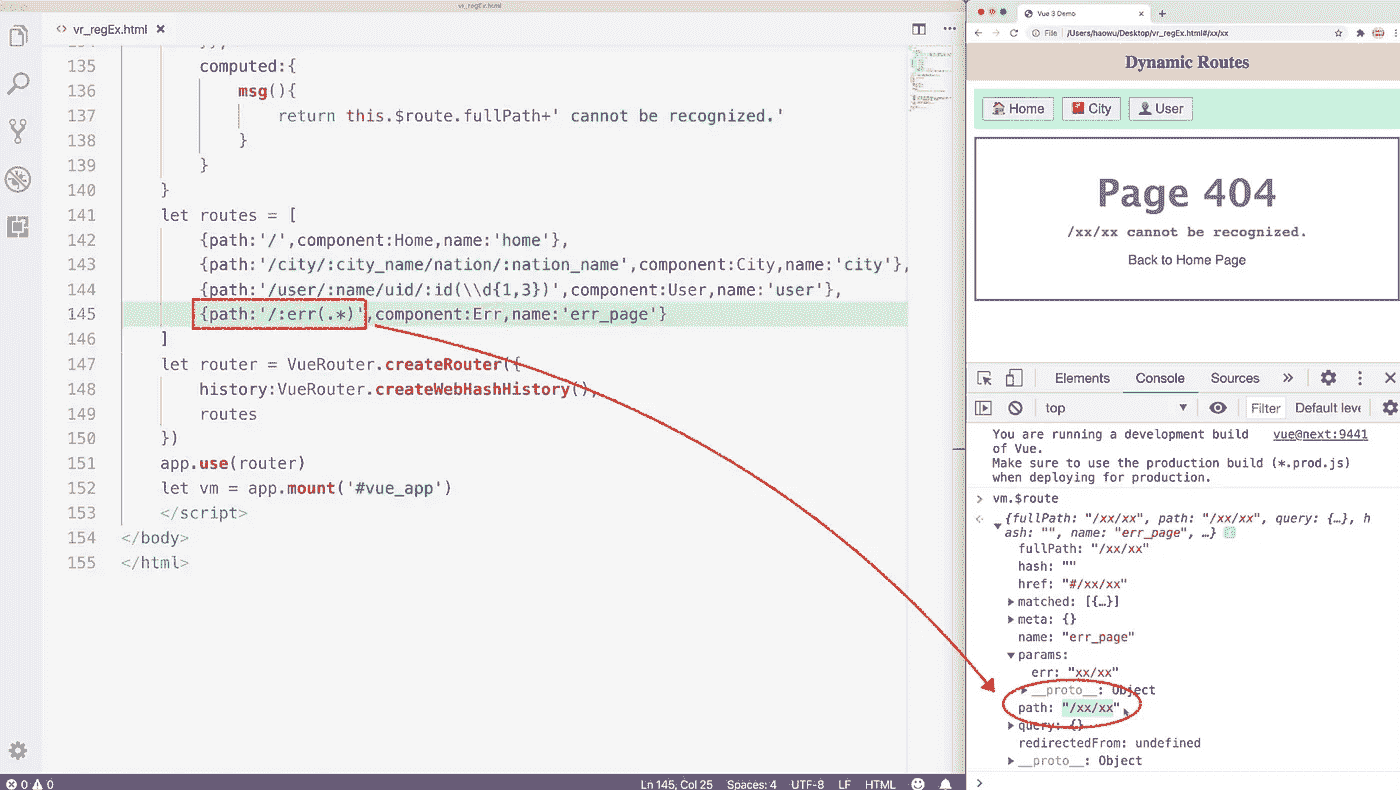 vr_regEx.html
vr_regEx.html
135 computed:{
136 msg(){
137 return this.$route.fullPath+' cannot be recognized.'
138 }
139 }
140 }
141 let routes = [
142 {path:'/',component:Home,name:'home'},
143 {path:'/city/:city_name/nation/:nation_name',component:City,name:'city'},
144 {path:'/user/:name/uid/:id(\\d{1,3})',component:User,name:'user'},
145 {path:'/:err(.*)',component:Err,name:'err_page'}
146 ]
147 let router = VueRouter.createRouter({
148 history:VueRouter.createWebHashHistory(),
149 routes
150 })
151 app.use(router)
152 let vm = app.mount('#vue_app')
153 </script>
154 </body>
155 </html>
0 0
Ln 145, Col 25 Spaces: 4 UTF-8 LF HTML
Vue 3 Demo
File /Users/haowu/Desktop/vr_regEx.html#/xx/xx
Dynamic Routes
Home City User
Page 404
/xx/xx cannot be recognized.
Back to Home Page
Elements Console Sources
top Filter Default leve
You are running a development build vue@next:9441
of Vue.
Make sure to use the production build (*.prod.js)
when deploying for production.
vm.$route
{fullPath: "/xx/xx", path: "/xx/xx", query: {…}, h
ash: "", name: "err_page", …}
fullPath: "/xx/xx"
hash: ""
href: "#/xx/xx"
matched: [{…}]
meta: {}
name: "err_page"
params:
err: "xx/xx"
__proto__: Object
path: "/xx/xx"
query: {}
redirectedFrom: undefined
__proto__: Object